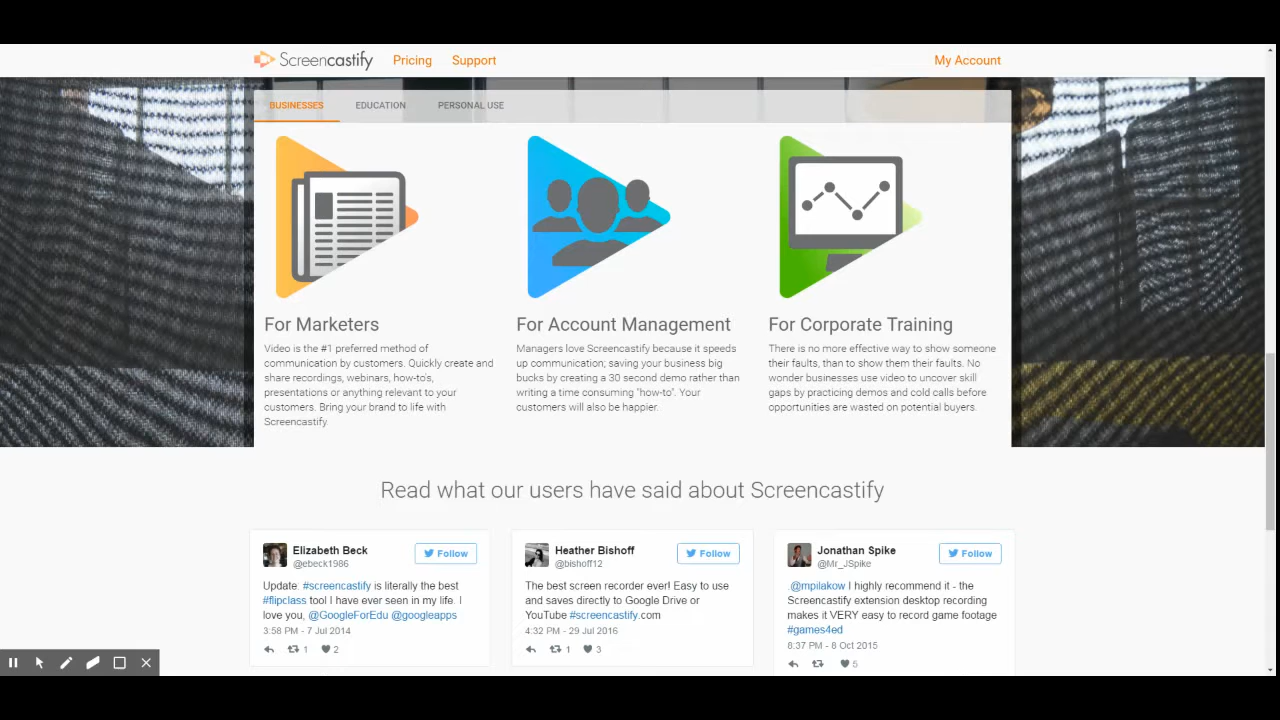 Screencastify Pricing Support My Account
BUSINESSES EDUCATION PERSONAL USE
For Marketers
Video is the #1 preferred method of
communication by customers. Quickly create and
share recordings, webinars, how-to's,
presentations or anything relevant to your
customers. Bring your brand to life with
Screencastify.
For Account Management
Managers love Screencastify because it speeds
up communication; saving your business big
bucks by creating a 30 second demo rather than
writing a time consuming "how-to". Your
customers will also be happier.
For Corporate Training
There is no more effective way to show someone
their faults, than to show them their faults. No
wonder businesses use video to uncover skill
gaps by practicing demos and cold calls before
opportunities are wasted on potential buyers.
Read what our users have said about Screencastify
Elizabeth Beck
@ebeck1986
Follow
Update: #screencastify is literally the best
#flipclass tool I have ever seen in my life. I
love you, @GoogleForEdu @googleapps
3:58 PM - 7 Jul 2014
1 2
Heather Bishoff
@bishoff12
Follow
The best screen recorder ever! Easy to use
and saves directly to Google Drive or
YouTube #screencastify.com
4:32 PM - 29 Jul 2016
1 3
Jonathan Spike
@Mr_JSpike
Follow
.@mpilakow I highly recommend it - the
Screencastify extension desktop recording
makes it VERY easy to record game footage
#games4ed
8:37 PM - 8 Oct 2015
5